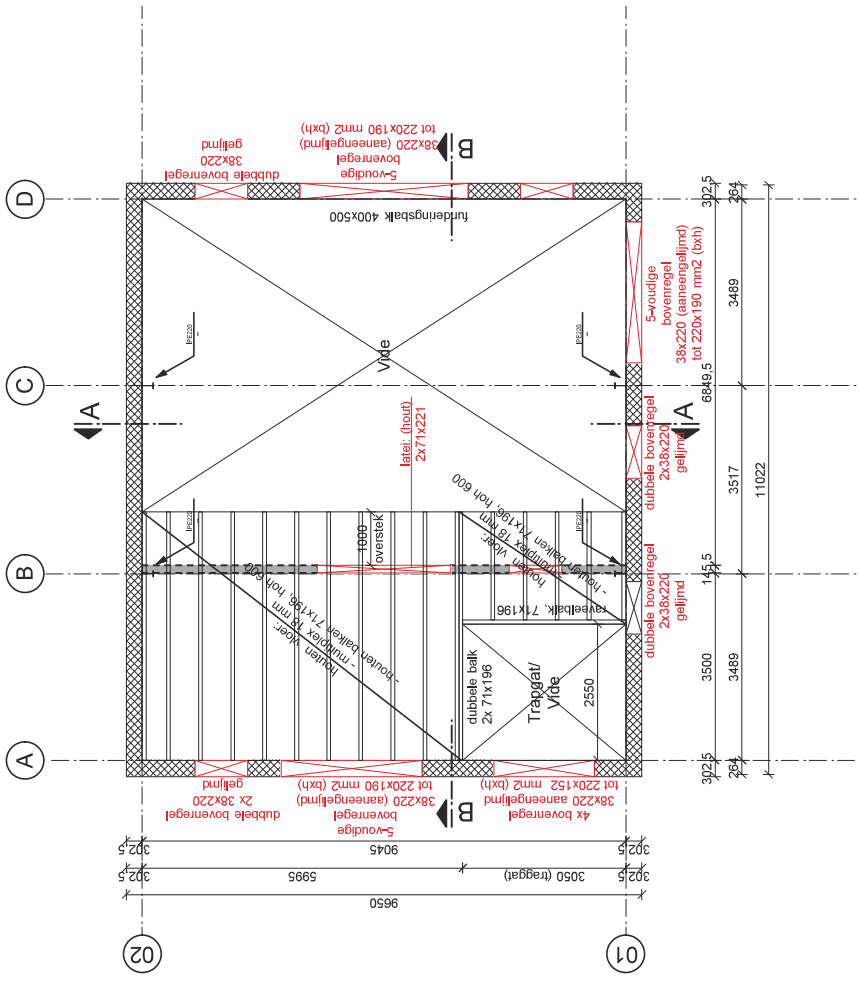 D
C
B
A
02
01
dubbele bovenregel
38x220
gelijmd
5-voudige
bovenregel
38x220 (aaneengelijmd)
tot 220x190 mm2 (bxh)
B
funderingsbalk 400x500
IPE220
-
IPE220
-
Vide
A
A
5-voudige
bovenregel
38x220 (aaneengelijmd)
tot 220x190 mm2 (bxh)
latei: (hout)
2x71x221
dubbele bovenregel
2x38x220
gelijmd
IPE220
-
IPE220
-
1000
overstek
houten vloer:
- multiplex 18 mm
- houten balken 71x196, hoh 600
houten vloer:
- multiplex 18 mm
- houten balken 71x196, hoh 600
raveelbalk, 71x196
dubbele bovenregel
2x38x220
gelijmd
dubbele balk
2x 71x196
Trapgat/
Vide
2550
dubbele bovenregel
2x 38x220
gelijmd
5-voudige
bovenregel
38x220 (aaneengelijmd)
tot 220x190 mm2 (bxh)
B
4x bovenregel
38x220 aaneengelijmd
tot 220x152 mm2 (bxh)
302,5
3500
145,5
6849,5
302,5
264
3489
3517
3489
264
11022
302,5
9045
302,5
302,5
5995
3050 (traggat)
302,5
9650